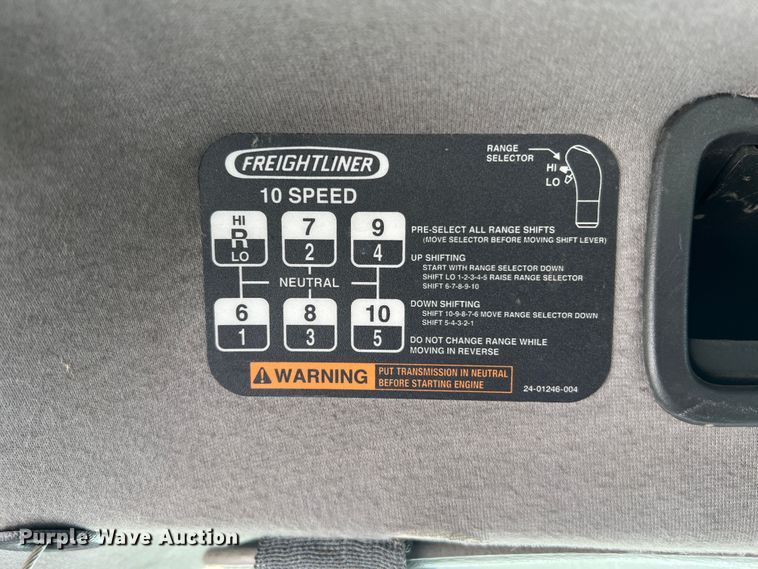 FREIGHTLINER
10 SPEED
RANGE
SELECTOR
HI
LO
HI
R
LO
7
2
9
4
NEUTRAL
6
1
8
3
10
5
PRE-SELECT ALL RANGE SHIFTS
(MOVE SELECTOR BEFORE MOVING SHIFT LEVER)
UP SHIFTING
START WITH RANGE SELECTOR DOWN
SHIFT LO 1-2-3-4-5 RAISE RANGE SELECTOR
SHIFT 6-7-8-9-10
DOWN SHIFTING
SHIFT 10-9-8-7-6 MOVE RANGE SELECTOR DOWN
SHIFT 5-4-3-2-1
DO NOT CHANGE RANGE WHILE
MOVING IN REVERSE
WARNING
PUT TRANSMISSION IN NEUTRAL
BEFORE STARTING ENGINE
24-01246-004
Purple Wave Auction